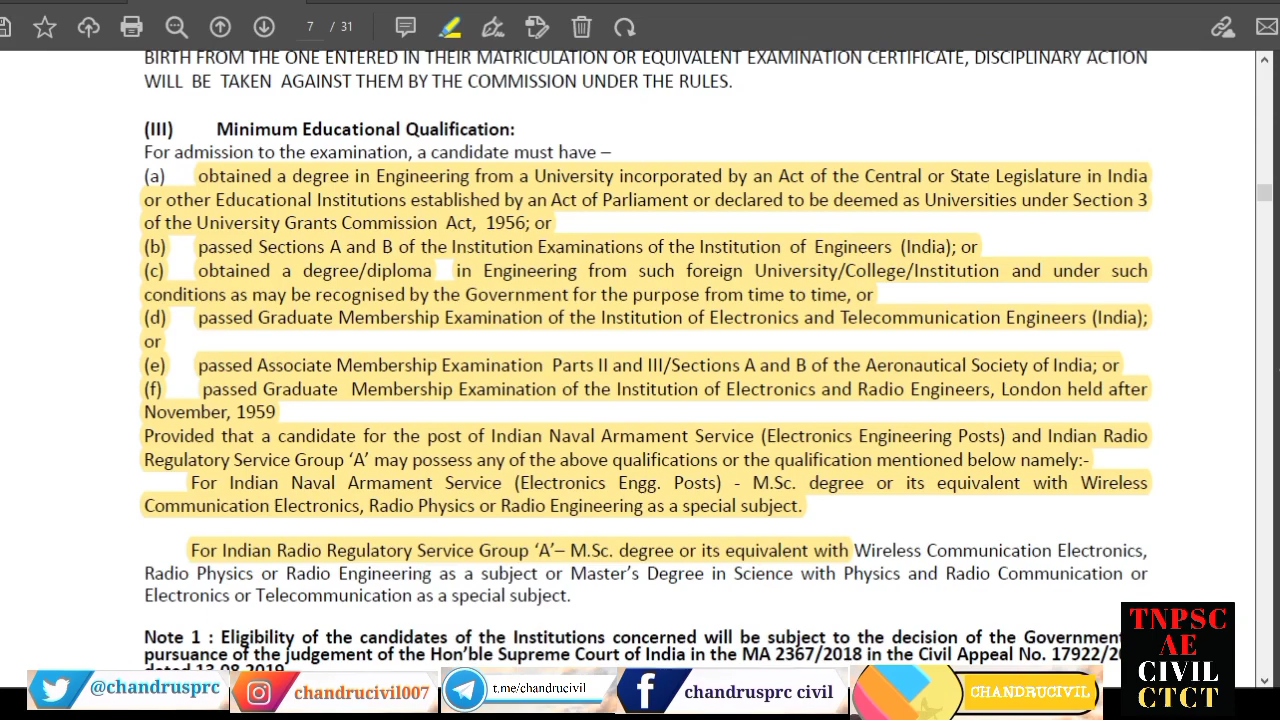 7 / 31
BIRTH FROM THE ONE ENTERED IN THEIR MATRICULATION OR EQUIVALENT EXAMINATION CERTIFICATE, DISCIPLINARY ACTION
WILL BE TAKEN AGAINST THEM BY THE COMMISSION UNDER THE RULES.
(III) Minimum Educational Qualification:
For admission to the examination, a candidate must have –
(a) obtained a degree in Engineering from a University incorporated by an Act of the Central or State Legislature in India
or other Educational Institutions established by an Act of Parliament or declared to be deemed as Universities under Section 3
of the University Grants Commission Act, 1956; or
(b) passed Sections A and B of the Institution Examinations of the Institution of Engineers (India); or
(c) obtained a degree/diploma in Engineering from such foreign University/College/Institution and under such
conditions as may be recognised by the Government for the purpose from time to time, or
(d) passed Graduate Membership Examination of the Institution of Electronics and Telecommunication Engineers (India);
or
(e) passed Associate Membership Examination Parts II and III/Sections A and B of the Aeronautical Society of India; or
(f) passed Graduate Membership Examination of the Institution of Electronics and Radio Engineers, London held after
November, 1959
Provided that a candidate for the post of Indian Naval Armament Service (Electronics Engineering Posts) and Indian Radio
Regulatory Service Group ‘A’ may possess any of the above qualifications or the qualification mentioned below namely:-
For Indian Naval Armament Service (Electronics Engg. Posts) - M.Sc. degree or its equivalent with Wireless
Communication Electronics, Radio Physics or Radio Engineering as a special subject.
For Indian Radio Regulatory Service Group ‘A’– M.Sc. degree or its equivalent with Wireless Communication Electronics,
Radio Physics or Radio Engineering as a subject or Master’s Degree in Science with Physics and Radio Communication or
Electronics or Telecommunication as a special subject.
Note 1 : Eligibility of the candidates of the Institutions concerned will be subject to the decision of the Government
pursuance of the judgement of the Hon’ble Supreme Court of India in the MA 2367/2018 in the Civil Appeal No. 17922/20
dated 13.08.2019
TNPSC
AE
CIVIL
CTCT
@chandrusprc
chandrucivil007
t.me/chandrucivil
chandrusprc civil
CHANDRUCIVIL